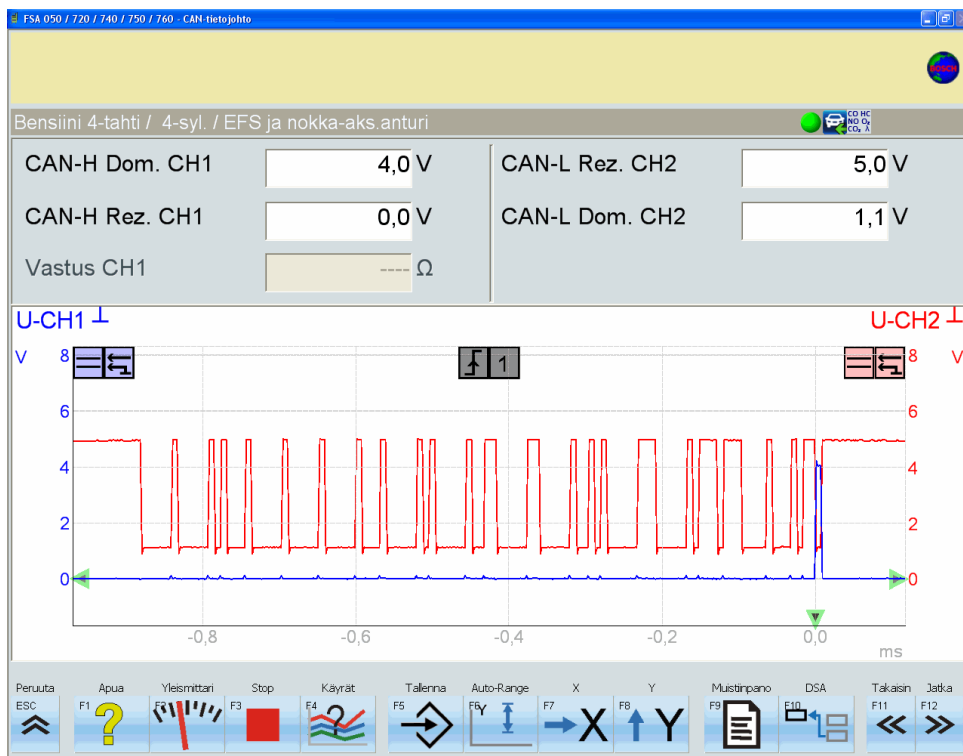 FSA 050 / 720 / 740 / 750 / 760 - CAN-tietojohto
BOSCH
Bensiini 4-tahti / 4-syl. / EFS ja nokka-aks.anturi
CO HC
NO O₂
CO₂ λ
CAN-H Dom. CH1 4,0 V CAN-L Rez. CH2 5,0 V
CAN-H Rez. CH1 0,0 V CAN-L Dom. CH2 1,1 V
Vastus CH1 ---- Ω
U-CH1 ┴ U-CH2 ┴
V 8 1 8 V
6 6
4 4
2 2
0 0
-0,8 -0,6 -0,4 -0,2 0,0
ms
Peruuta Apua Yleismittari Stop Käyrät Tallenna Auto-Range X Y Muistiinpano DSA Takaisin Jatka
ESC F1 ? F2 F3 F4 ? F5 F6 Y F7 X F8 Y F9 F10 F11 F12